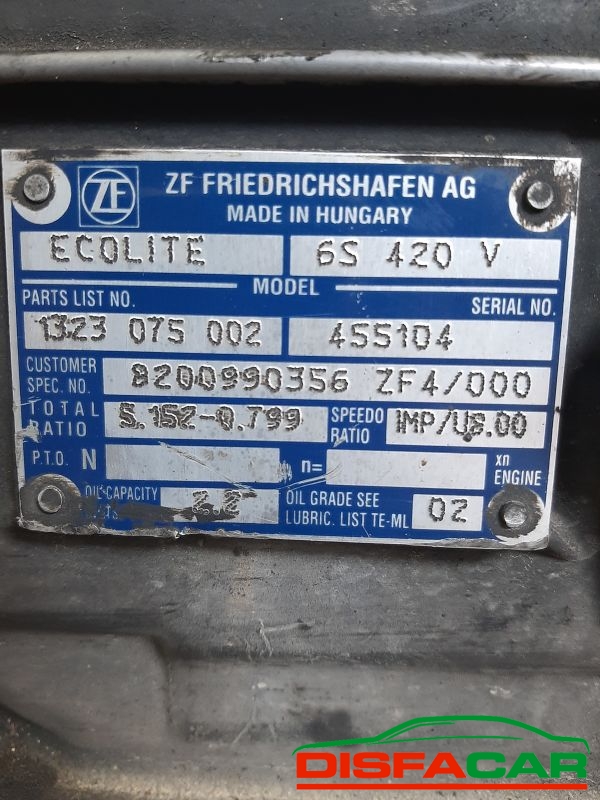 ZF ZF FRIEDRICHSHAFEN AG
MADE IN HUNGARY
ECOLITE 6S 420 V
MODEL
PARTS LIST NO. SERIAL NO.
1323 075 002 455104
CUSTOMER SPEC. NO. 8200990356 ZF4/000
TOTAL RATIO 5.152-0.799 SPEEDO RATIO IMP/U8.00
P.T.O. N n= xn ENGINE
OIL CAPACITY 2.2 OIL GRADE SEE LUBRIC. LIST TE-ML 02
DISFACAR